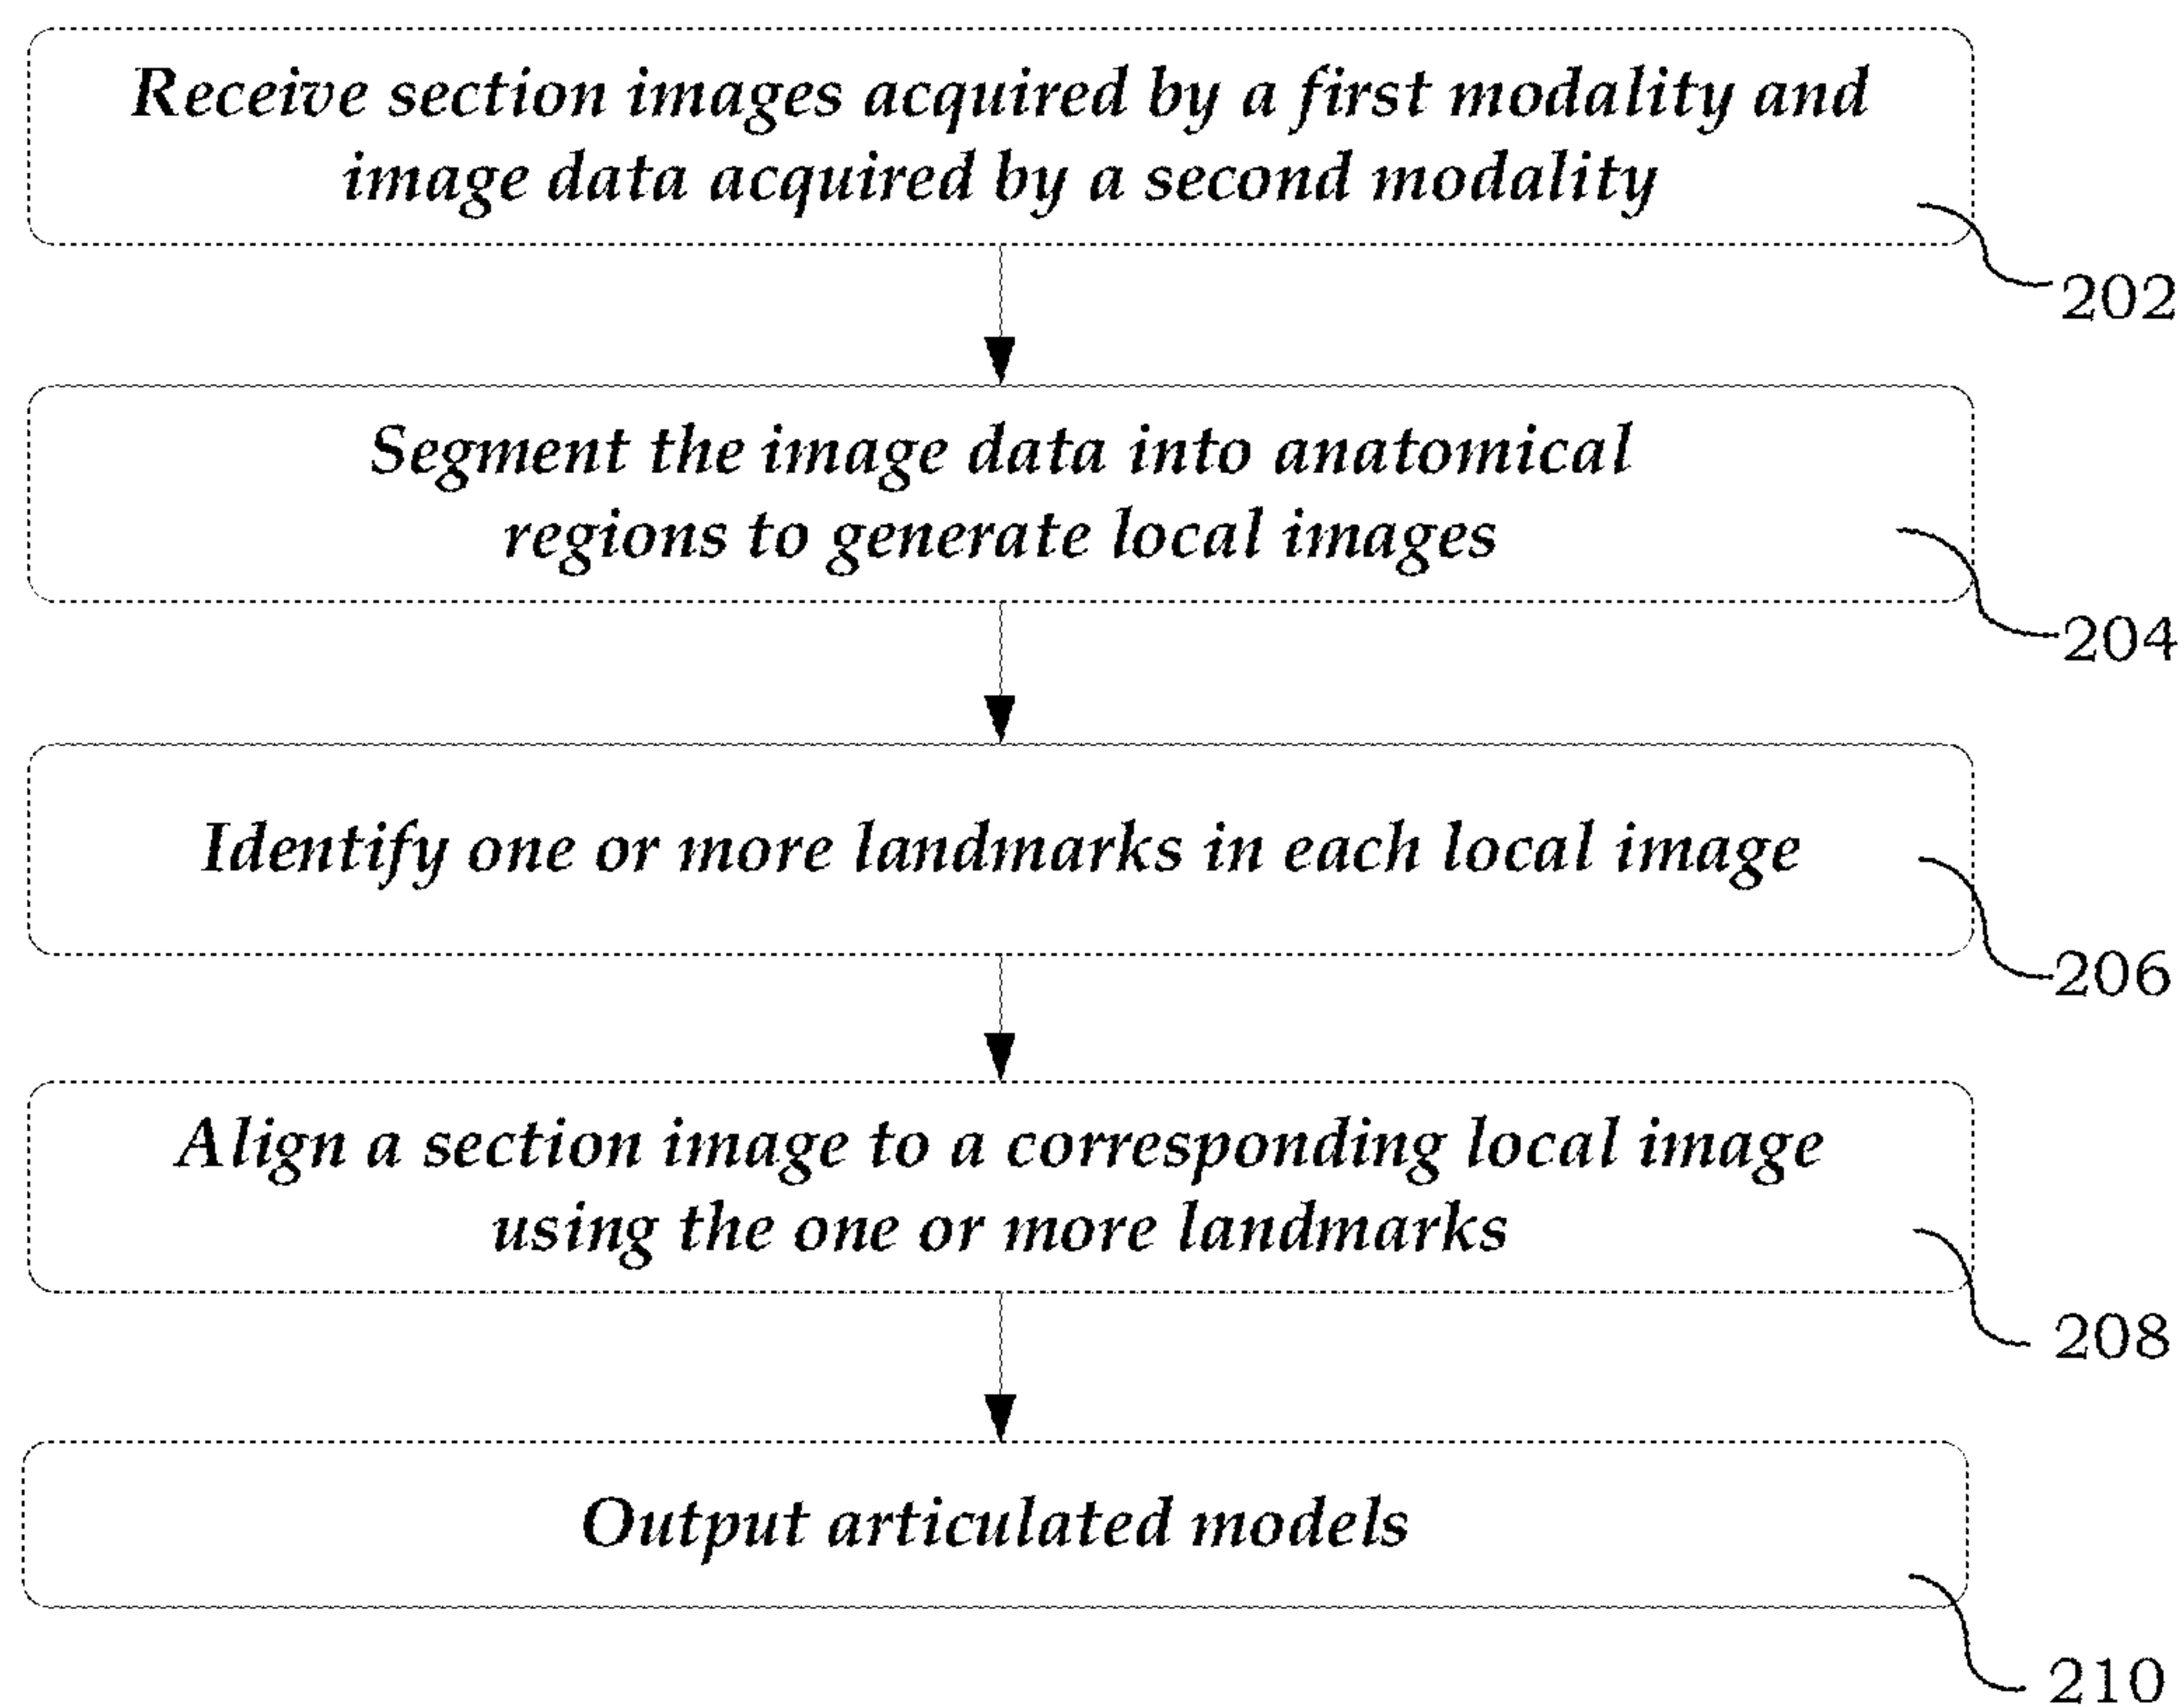 Receive section images acquired by a first modality and
image data acquired by a second modality
202
Segment the image data into anatomical
regions to generate local images
204
Identify one or more landmarks in each local image
206
Align a section image to a corresponding local image
using the one or more landmarks
208
Output articulated models
210